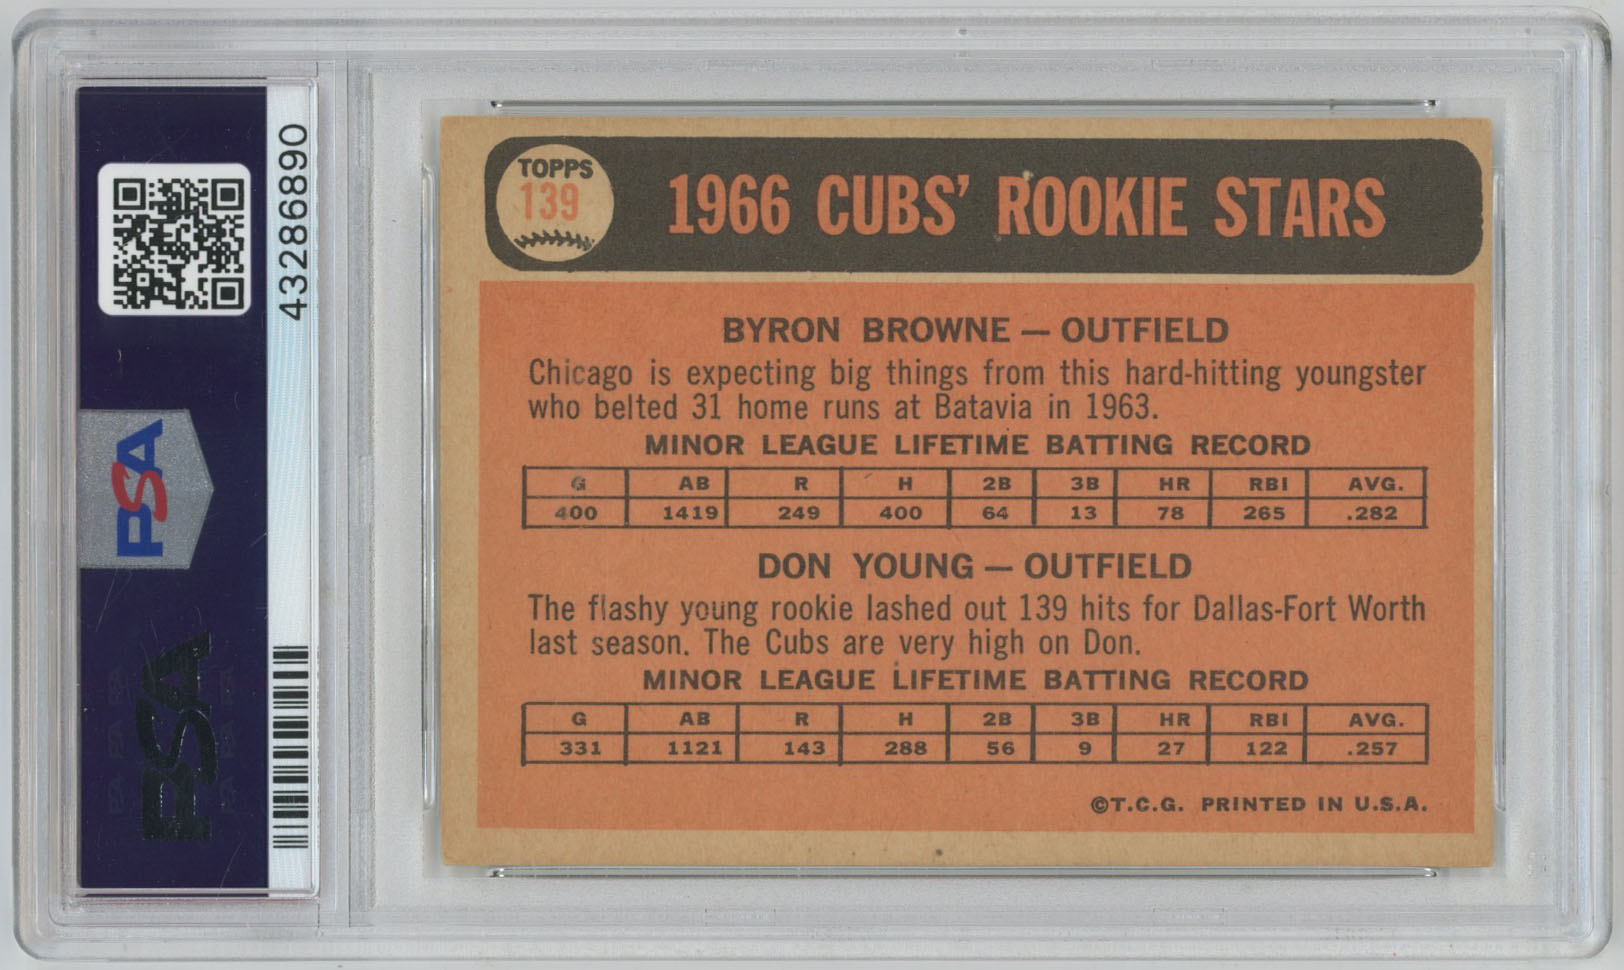 43286890
PSA
PSA
TOPPS
139
1966 CUBS' ROOKIE STARS
BYRON BROWNE — OUTFIELD
Chicago is expecting big things from this hard-hitting youngster
who belted 31 home runs at Batavia in 1963.
MINOR LEAGUE LIFETIME BATTING RECORD
G AB R H 2B 3B HR RBI AVG.
400 1419 249 400 64 13 78 265 .282
DON YOUNG — OUTFIELD
The flashy young rookie lashed out 139 hits for Dallas-Fort Worth
last season. The Cubs are very high on Don.
MINOR LEAGUE LIFETIME BATTING RECORD
G AB R H 2B 3B HR RBI AVG.
331 1121 143 288 56 9 27 122 .257
©T.C.G. PRINTED IN U.S.A.